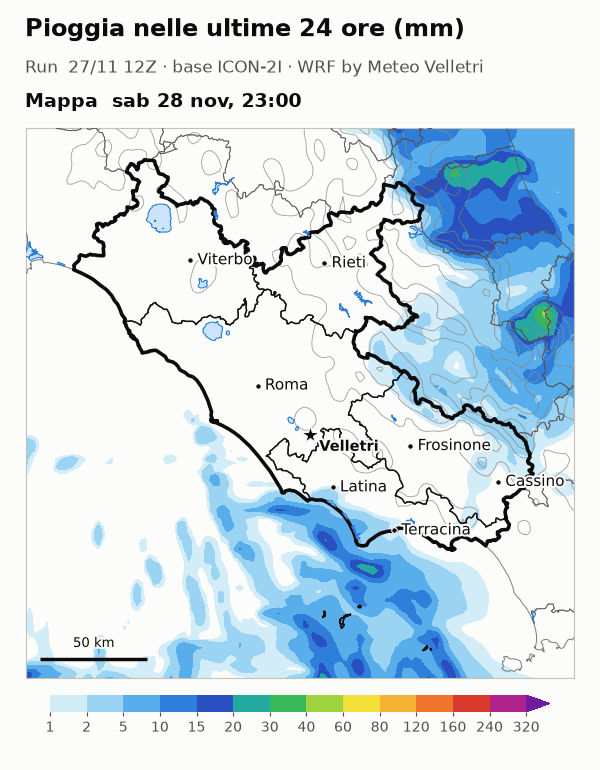 Pioggia nelle ultime 24 ore (mm)
Run  27/11 12Z · base ICON-2I · WRF by Meteo Velletri
Mappa  sab 28 nov, 23:00
Viterbo
Rieti
Roma
Velletri
Frosinone
Cassino
Latina
Terracina
50 km
1 2 5 10 15 20 30 40 60 80 120 160 240 320